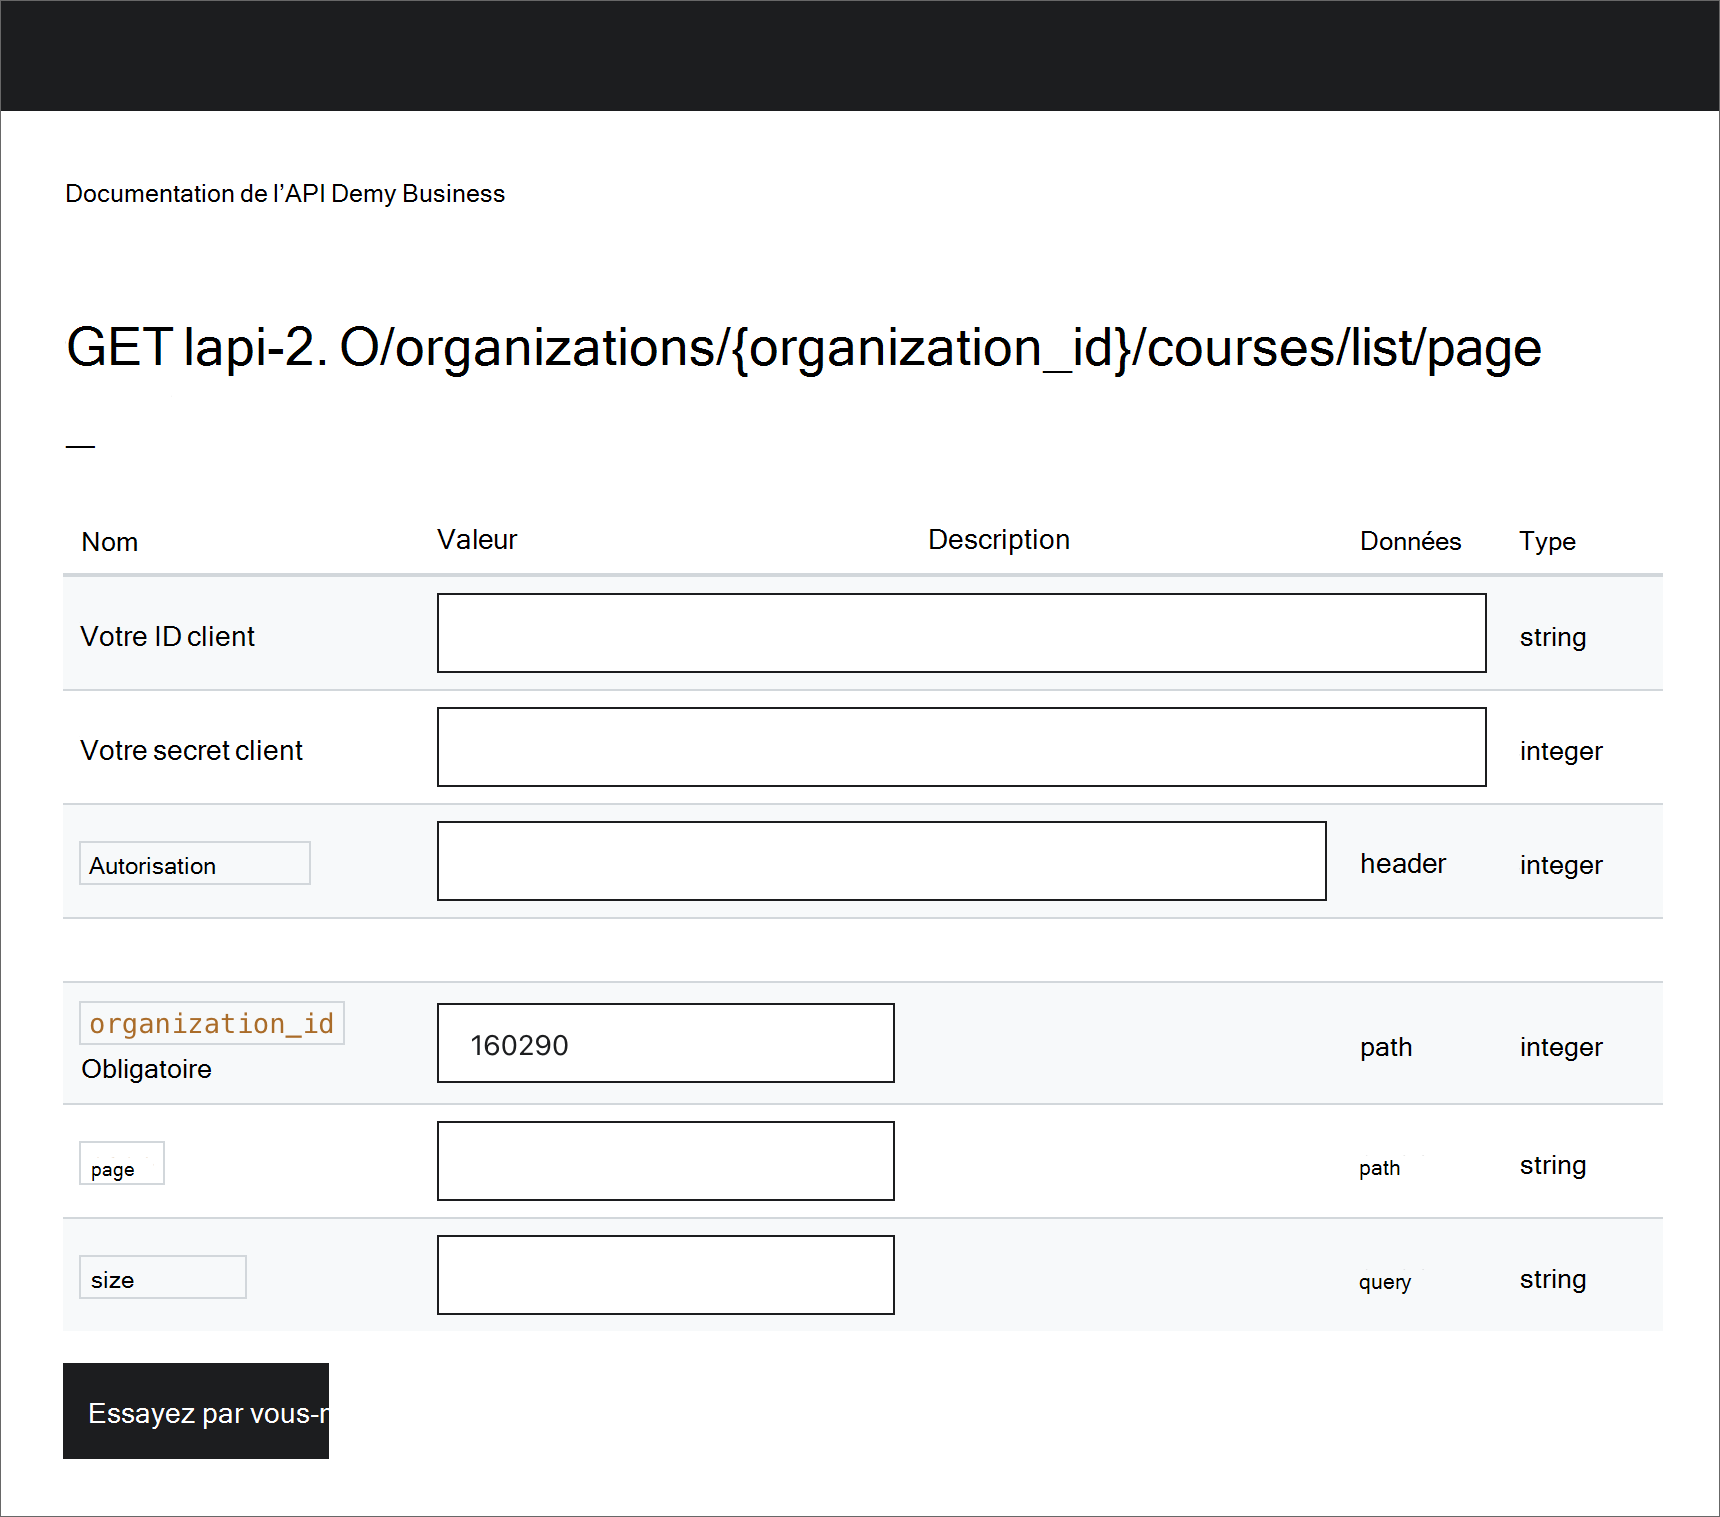 Documentation de l'API Demy Business
GET lapi-2. O/organizations/{organization_id}/courses/list/page
—
Nom Valeur Description Données Type
Votre ID client string
Votre secret client integer
Autorisation header integer
organization_id
Obligatoire 160290 path integer
page path string
size query string
Essayez par vous-